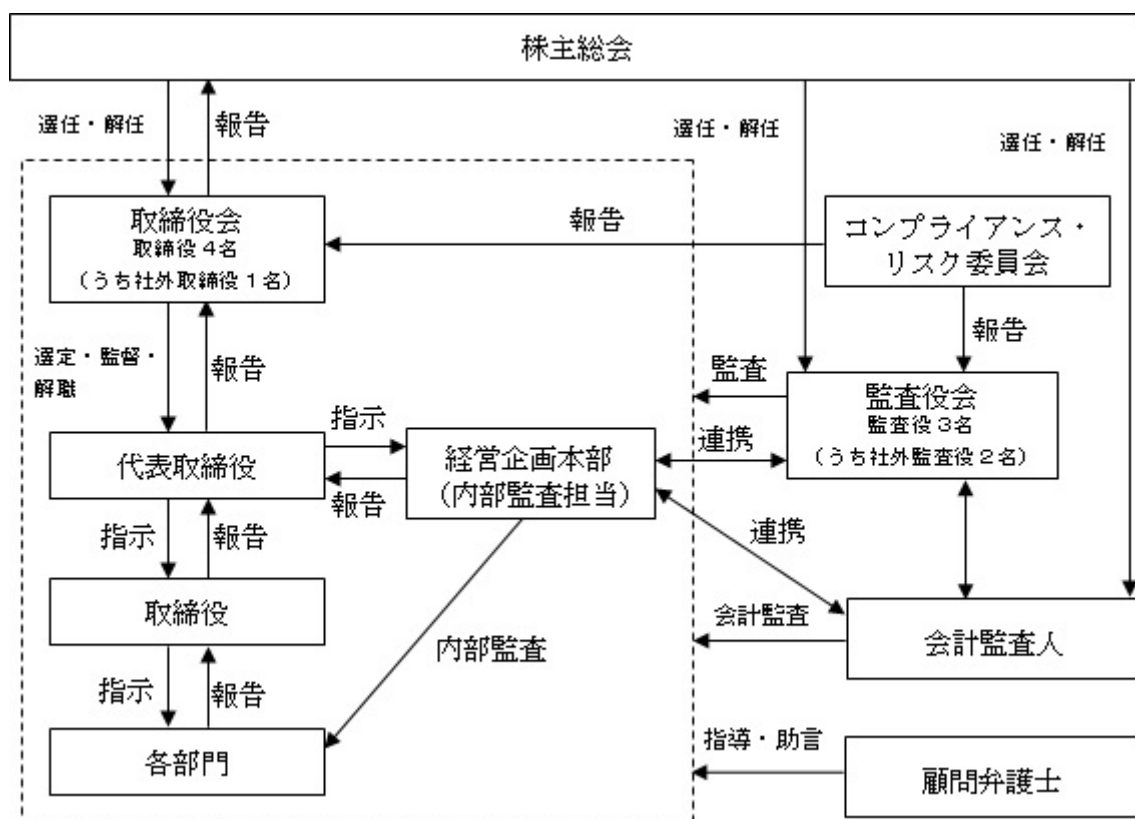 株主総会
選任・解任
報告
選任・解任
選任・解任
取締役会
取締役4名
（うち社外取締役1名）
報告
コンプライアンス・
リスク委員会
報告
選定・監督・
解職
報告
監査
監査役会
監査役3名
（うち社外監査役2名）
代表取締役
指示
報告
経営企画本部
（内部監査担当）
連携
連携
指示
報告
取締役
会計監査
会計監査人
内部監査
指示
報告
各部門
指導・助言
顧問弁護士